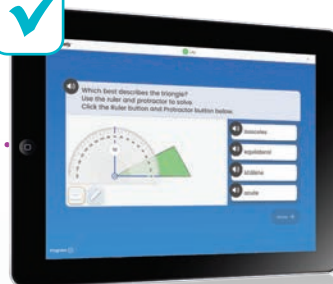 Which best describes the triangle?
Use the ruler and protractor to solve.
Click the Ruler button and Protractor button below.
isosceles
equilateral
scalene
acute